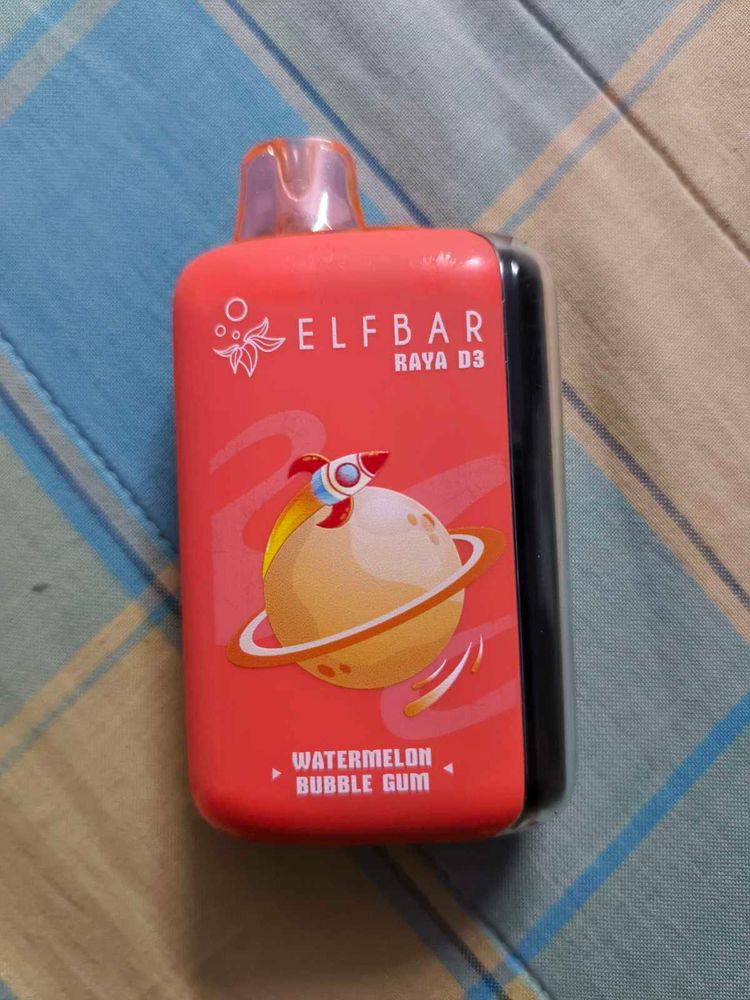 ELFBAR
RAYA D3
WATERMELON
BUBBLE GUM